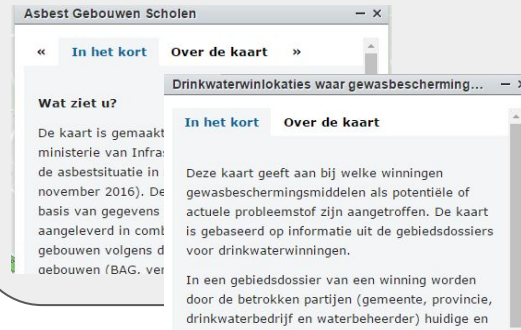 Asbest Gebouwen Scholen
« In het kort Over de kaart »
Wat ziet u?
De kaart is gemaakt
ministerie van Infra
de asbestsituatie in
november 2016). De
basis van gegevens
aangeleverd in comb
gebouwen volgens d
gebouwen (BAG, ver
Drinkwaterwinlokaties waar gewasbescherming...
In het kort Over de kaart
Deze kaart geeft aan bij welke winningen
gewasbeschermingsmiddelen als potentiële of
actuele probleemstof zijn aangetroffen. De kaart
is gebaseerd op informatie uit de gebiedsdossiers
voor drinkwaterwinningen.
In een gebiedsdossier van een winning worden
door de betrokken partijen (gemeente, provincie,
drinkwaterbedrijf en waterbeheerder) huidige en